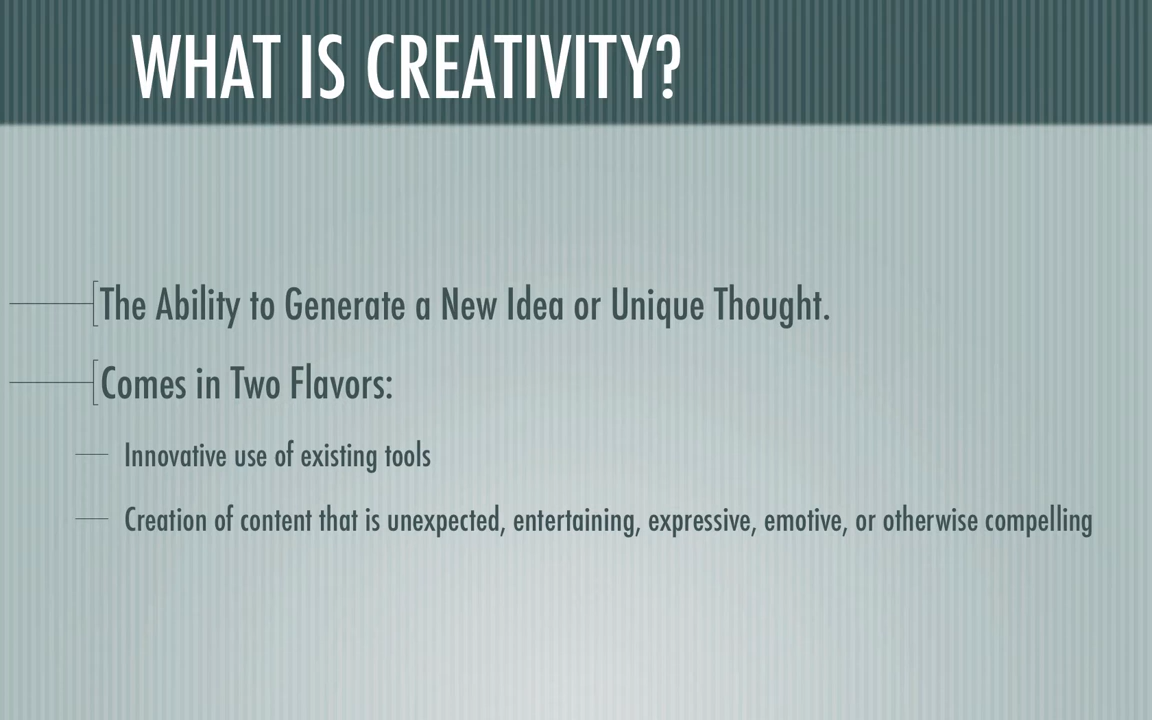 WHAT IS CREATIVITY?
The Ability to Generate a New Idea or Unique Thought.
Comes in Two Flavors:
Innovative use of existing tools
Creation of content that is unexpected, entertaining, expressive, emotive, or otherwise compelling